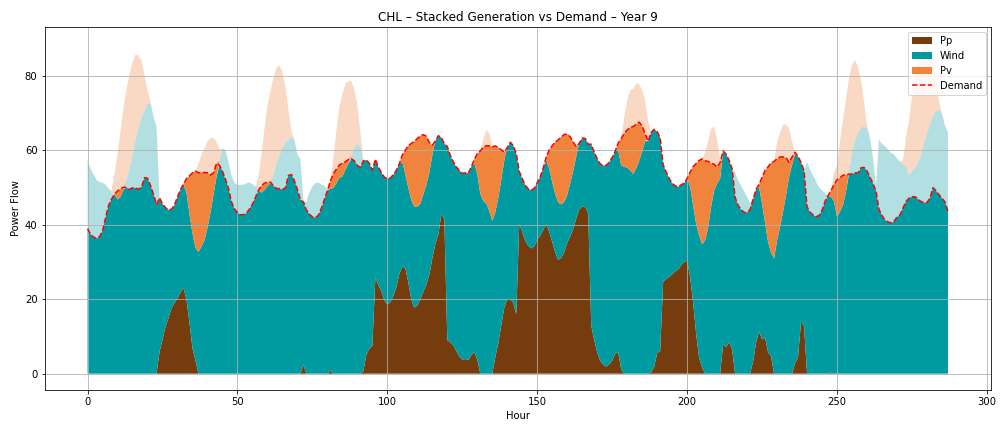 CHL – Stacked Generation vs Demand – Year 9
Pp
Wind
Pv
Demand
Power Flow
80
60
40
20
0
0 50 100 150 200 250 300
Hour